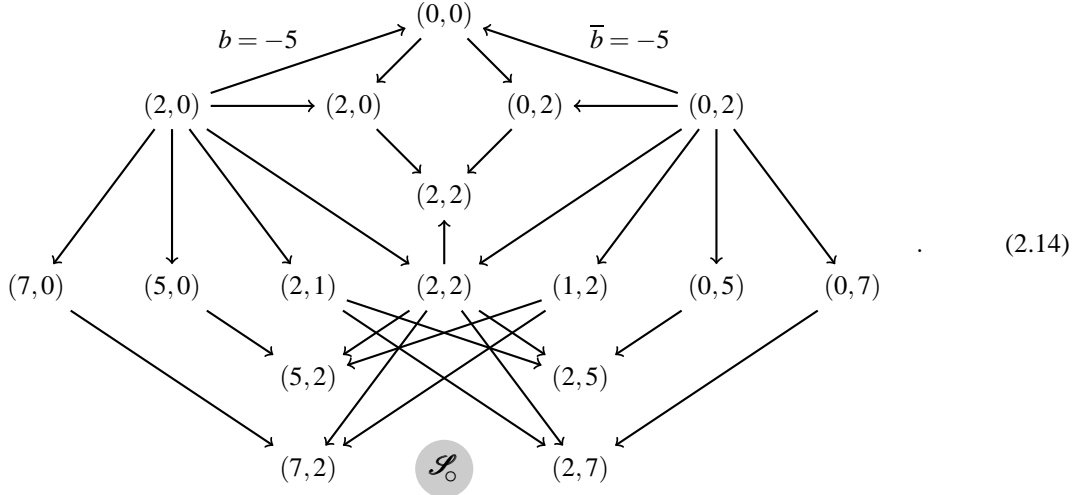 (0,0)
b = −5
b̅ = −5
(2,0) (2,0) (0,2) (0,2)
(2,2)
. (2.14)
(7,0) (5,0) (2,1) (2,2) (1,2) (0,5) (0,7)
(5,2) (2,5)
(7,2) 𝒮○ (2,7)